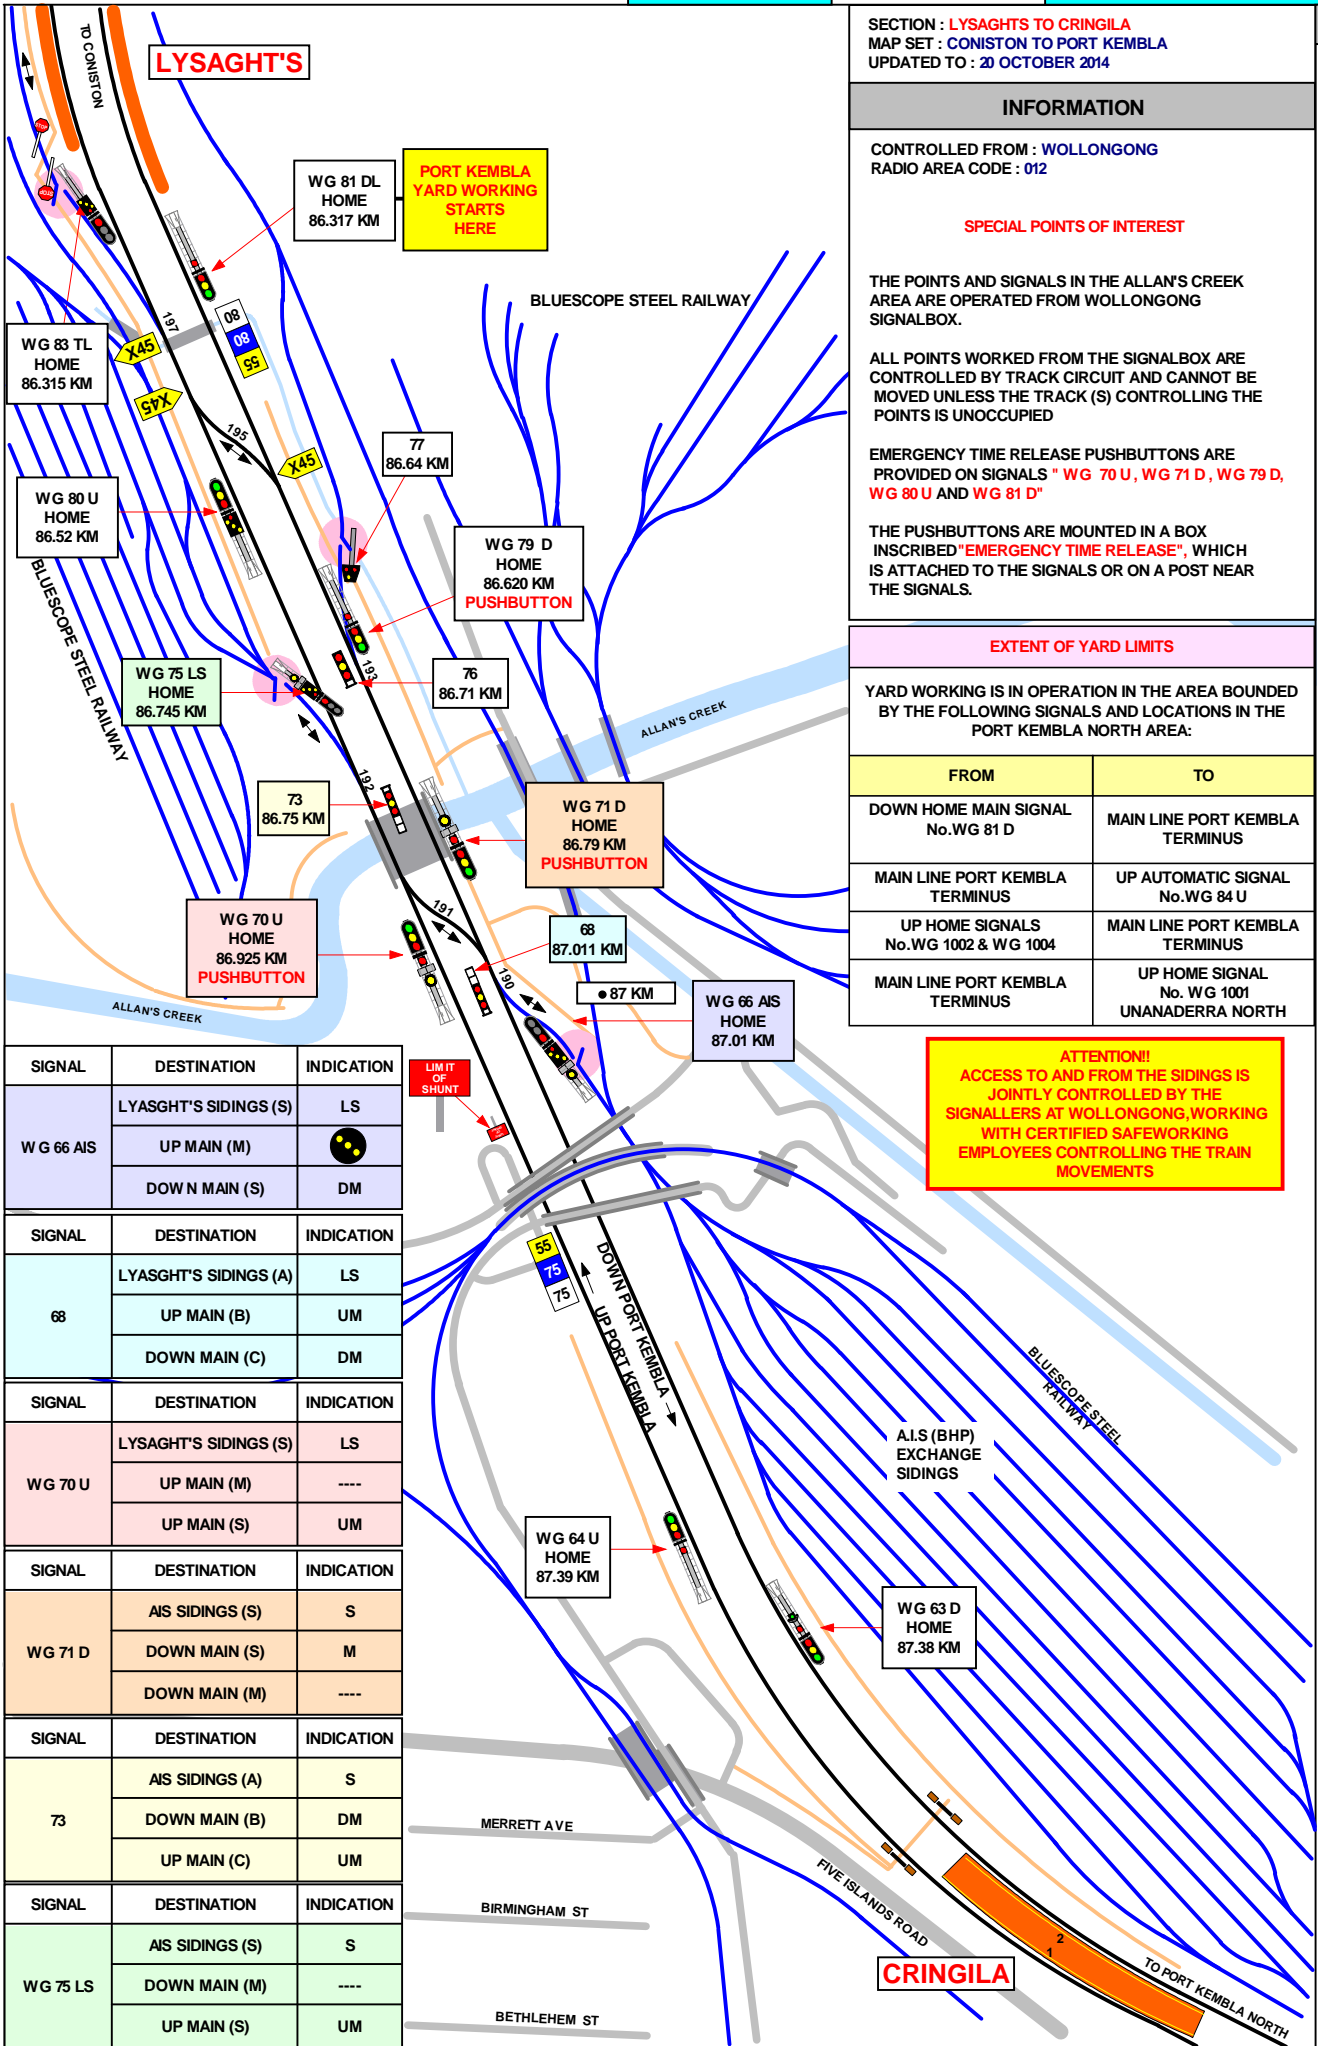 SECTION : LYSAGHTS TO CRINGILA
MAP SET : CONISTON TO PORT KEMBLA
UPDATED TO : 20 OCTOBER 2014
INFORMATION
CONTROLLED FROM : WOLLONGONG
RADIO AREA CODE : 012
SPECIAL POINTS OF INTEREST
THE POINTS AND SIGNALS IN THE ALLAN'S CREEK
AREA ARE OPERATED FROM WOLLONGONG
SIGNALBOX.
ALL POINTS WORKED FROM THE SIGNALBOX ARE
CONTROLLED BY TRACK CIRCUIT AND CANNOT BE
MOVED UNLESS THE TRACK (S) CONTROLLING THE
POINTS IS UNOCCUPIED
EMERGENCY TIME RELEASE PUSHBUTTONS ARE
PROVIDED ON SIGNALS " WG 70 U, WG 71 D, WG 79 D,
WG 80 U AND WG 81 D"
THE PUSHBUTTONS ARE MOUNTED IN A BOX
INSCRIBED"EMERGENCY TIME RELEASE", WHICH
IS ATTACHED TO THE SIGNALS OR ON A POST NEAR
THE SIGNALS.
EXTENT OF YARD LIMITS
YARD WORKING IS IN OPERATION IN THE AREA BOUNDED
BY THE FOLLOWING SIGNALS AND LOCATIONS IN THE
PORT KEMBLA NORTH AREA:
FROM TO
DOWN HOME MAIN SIGNAL
No.WG 81 D
MAIN LINE PORT KEMBLA
TERMINUS
MAIN LINE PORT KEMBLA
TERMINUS
UP AUTOMATIC SIGNAL
No.WG 84 U
UP HOME SIGNALS
No.WG 1002 & WG 1004
MAIN LINE PORT KEMBLA
TERMINUS
MAIN LINE PORT KEMBLA
TERMINUS
UP HOME SIGNAL
No. WG 1001
UNANADERRA NORTH
ATTENTION!!
ACCESS TO AND FROM THE SIDINGS IS
JOINTLY CONTROLLED BY THE
SIGNALLERS AT WOLLONGONG,WORKING
WITH CERTIFIED SAFEWORKING
EMPLOYEES CONTROLLING THE TRAIN
MOVEMENTS
TO CONISTON
LYSAGHT'S
STOP
WG 81 DL
HOME
86.317 KM
PORT KEMBLA
YARD WORKING
STARTS
HERE
BLUESCOPE STEEL RAILWAY
WG 83 TL
HOME
86.315 KM
197
X45
X45
80
80
55
195
X45
77
86.64 KM
WG 80 U
HOME
86.52 KM
WG 79 D
HOME
86.620 KM
PUSHBUTTON
BLUESCOPE STEEL RAILWAY
WG 75 LS
HOME
86.745 KM
193
76
86.71 KM
ALLAN'S CREEK
192
73
86.75 KM
WG 71 D
HOME
86.79 KM
PUSHBUTTON
191
WG 70 U
HOME
86.925 KM
PUSHBUTTON
68
87.011 KM
190
87 KM
WG 66 AIS
HOME
87.01 KM
ALLAN'S CREEK
LIMIT
OF
SHUNT
55
75
75
UP PORT KEMBLA
DOWN PORT KEMBLA
BLUESCOPE STEEL
RAILWAY
A.I.S (BHP)
EXCHANGE
SIDINGS
WG 64 U
HOME
87.39 KM
WG 63 D
HOME
87.38 KM
MERRETT AVE
BIRMINGHAM ST
BETHLEHEM ST
FIVE ISLANDS ROAD
CRINGILA
2
1
TO PORT KEMBLA NORTH
SIGNAL DESTINATION INDICATION
WG 66 AIS
LYASGHT'S SIDINGS (S) LS
UP MAIN (M)
DOWN MAIN (S) DM
SIGNAL DESTINATION INDICATION
68
LYASGHT'S SIDINGS (A) LS
UP MAIN (B) UM
DOWN MAIN (C) DM
SIGNAL DESTINATION INDICATION
WG 70 U
LYSAGHT'S SIDINGS (S) LS
UP MAIN (M) ----
UP MAIN (S) UM
SIGNAL DESTINATION INDICATION
WG 71 D
AIS SIDINGS (S) S
DOWN MAIN (S) M
DOWN MAIN (M) ----
SIGNAL DESTINATION INDICATION
73
AIS SIDINGS (A) S
DOWN MAIN (B) DM
UP MAIN (C) UM
SIGNAL DESTINATION INDICATION
WG 75 LS
AIS SIDINGS (S) S
DOWN MAIN (M) ----
UP MAIN (S) UM